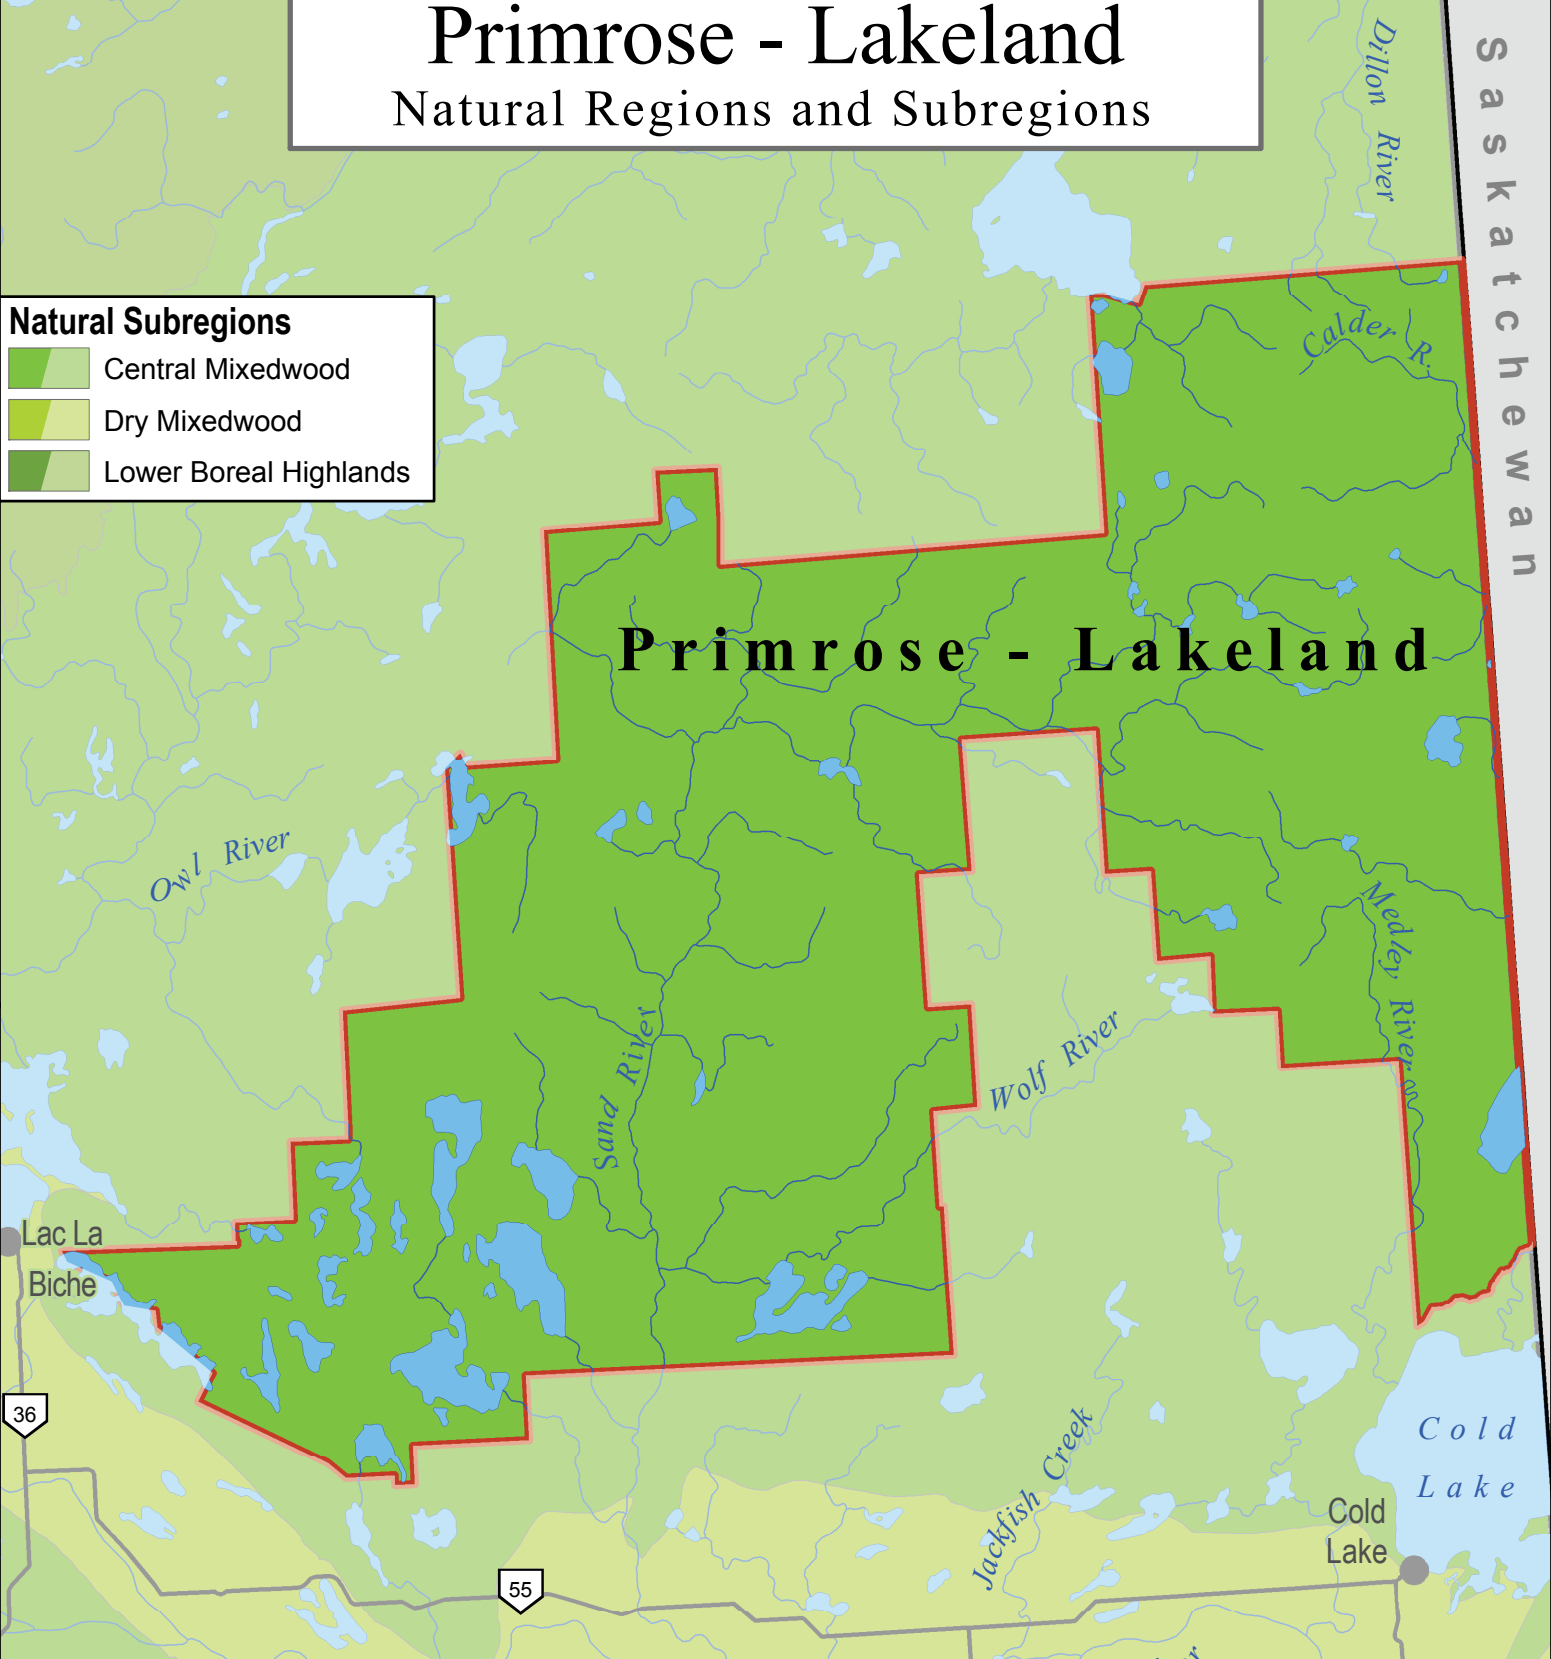 Primrose - Lakeland
Natural Regions and Subregions
Dillon River
Saskatchewan
Natural Subregions
Central Mixedwood
Dry Mixedwood
Lower Boreal Highlands
Calder R.
Primrose - Lakeland
Owl River
Medley River
Sand River
Wolf River
Lac La
Biche
36
Jackfish Creek
Cold
Lake
Cold
Lake
55